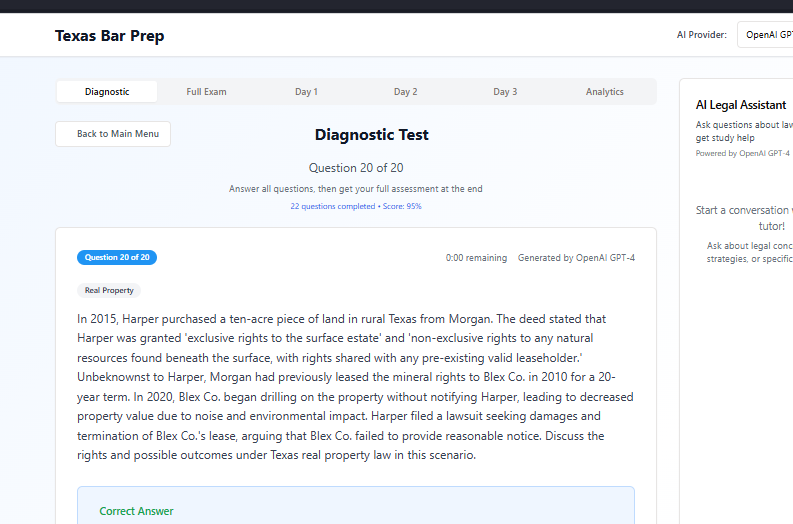 Texas Bar Prep
AI Provider:
OpenAI GPT
Diagnostic
Full Exam
Day 1
Day 2
Day 3
Analytics
Back to Main Menu
Diagnostic Test
Question 20 of 20
Answer all questions, then get your full assessment at the end
22 questions completed • Score: 95%
Question 20 of 20
0:00 remaining
Generated by OpenAI GPT-4
Real Property
In 2015, Harper purchased a ten-acre piece of land in rural Texas from Morgan. The deed stated that
Harper was granted 'exclusive rights to the surface estate' and 'non-exclusive rights to any natural
resources found beneath the surface, with rights shared with any pre-existing valid leaseholder.'
Unbeknownst to Harper, Morgan had previously leased the mineral rights to Blex Co. in 2010 for a 20-
year term. In 2020, Blex Co. began drilling on the property without notifying Harper, leading to decreased
property value due to noise and environmental impact. Harper filed a lawsuit seeking damages and
termination of Blex Co.'s lease, arguing that Blex Co. failed to provide reasonable notice. Discuss the
rights and possible outcomes under Texas real property law in this scenario.
Correct Answer
AI Legal Assistant
Ask questions about law
get study help
Powered by OpenAI GPT-4
Start a conversation
tutor!
Ask about legal conc
strategies, or specific